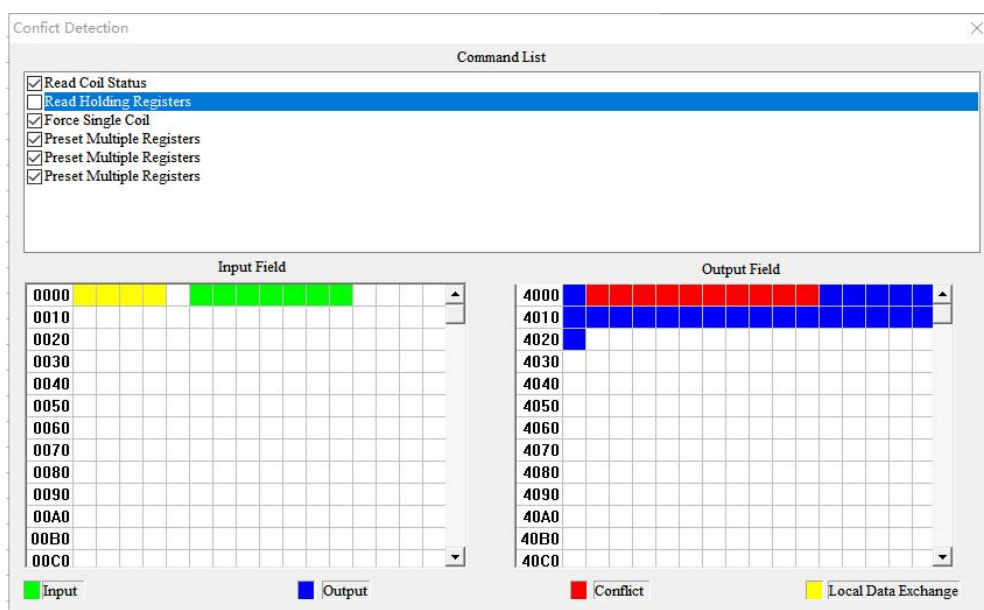 Confict Detection
Command List
Read Coil Status
Read Holding Registers
Force Single Coil
Preset Multiple Registers
Preset Multiple Registers
Preset Multiple Registers
Input Field
Output Field
0000
0010
0020
0030
0040
0050
0060
0070
0080
0090
00A0
00B0
00C0
4000
4010
4020
4030
4040
4050
4060
4070
4080
4090
40A0
40B0
40C0
Input
Output
Conflict
Local Data Exchange